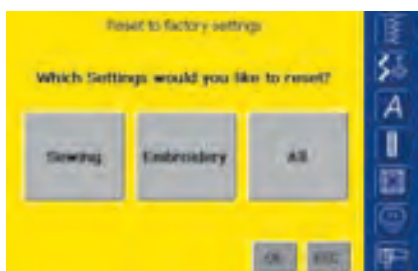 Reset to factory settings
Which Settings would you like to reset?
Sewing Embroidery All
OK ESC
A